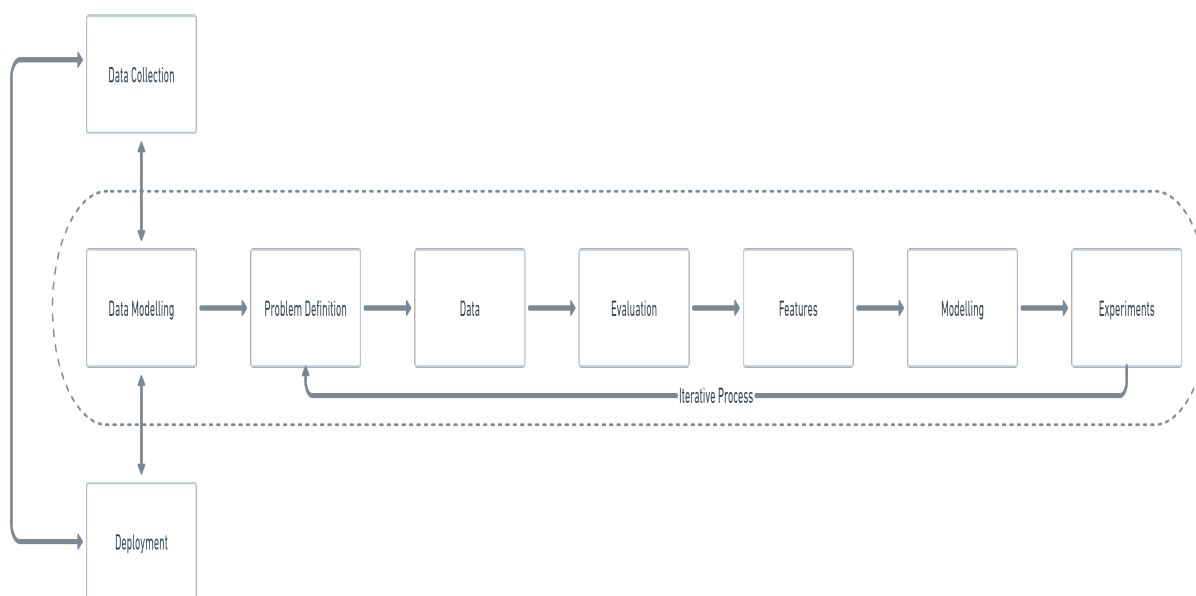 Data Collection
Data Modelling
Problem Definition
Data
Evaluation
Features
Modelling
Experiments
Iterative Process
Deployment